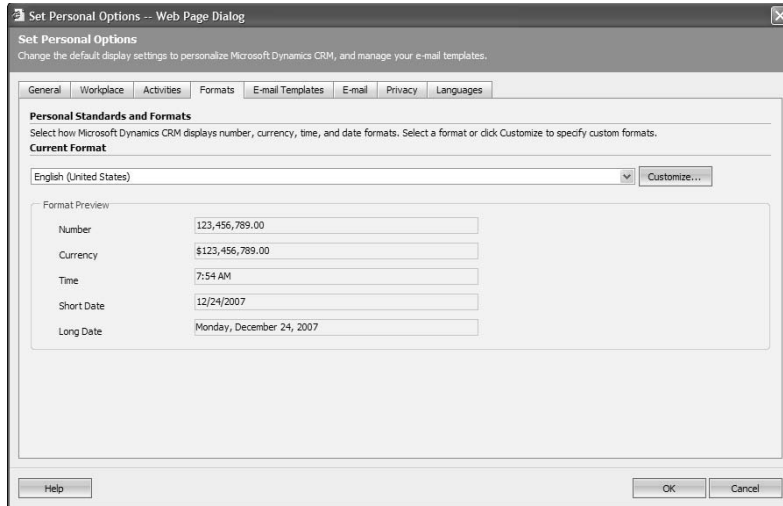 Set Personal Options -- Web Page Dialog
Set Personal Options
Change the default display settings to personalize Microsoft Dynamics CRM, and manage your e-mail templates.
General Workplace Activities Formats E-mail Templates E-mail Privacy Languages
Personal Standards and Formats
Select how Microsoft Dynamics CRM displays number, currency, time, and date formats. Select a format or click Customize to specify custom formats.
Current Format
English (United States) Customize...
Format Preview
Number 123,456,789.00
Currency $123,456,789.00
Time 7:54 AM
Short Date 12/24/2007
Long Date Monday, December 24, 2007
Help OK Cancel